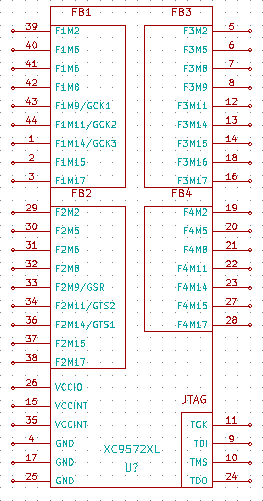 FB1 FB3
39 F1M2 F3M2 5
40 F1M5 F3M5 6
41 F1M6 F3M8 7
42 F1M8 F3M9 8
43 F1M9/GCK1 F3M11 12
44 F1M11/GCK2 F3M14 13
1 F1M14/GCK3 F3M15 14
2 F1M15 F3M16 18
3 F1M17 F3M17 16
FB2 FB4
29 F2M2 F4M2 19
30 F2M5 F4M5 20
31 F2M6 F4M8 21
32 F2M8 F4M11 22
33 F2M9/GSR F4M14 23
34 F2M11/GTS2 F4M15 27
36 F2M14/GTS1 F4M17 28
37 F2M15
38 F2M17
26 VCCIO
15 VCCINT JTAG
35 VCCINT TCK 11
4 GND TDI 9
17 GND XC9572XL TMS 10
25 GND U? TDO 24